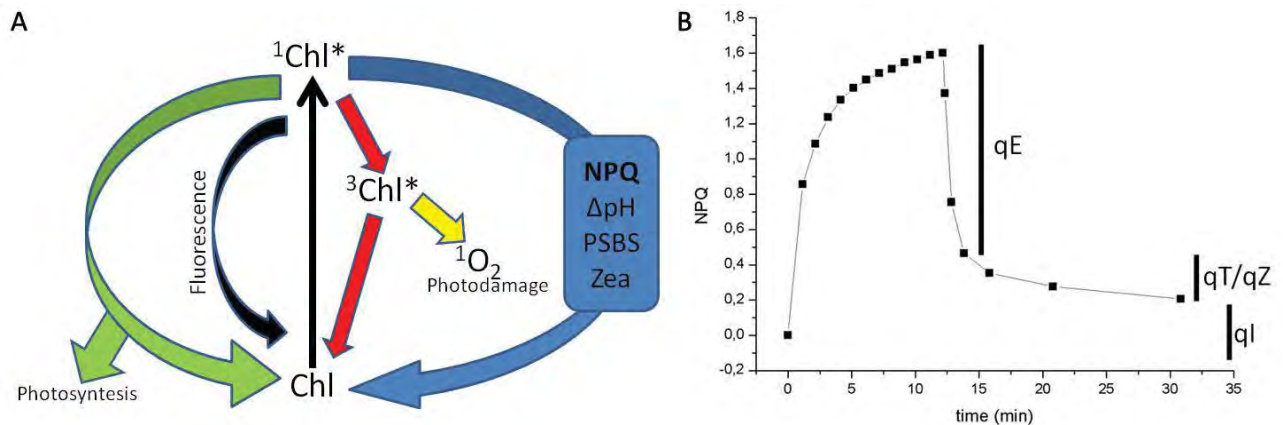 A
¹Chl*
Fluorescence
³Chl*
¹O₂
Photodamage
NPQ
ΔpH
PSBS
Zea
Photosyntesis
Chl
B
NPQ
1,8
1,6
1,4
1,2
1,0
0,8
0,6
0,4
0,2
0,0
-0,2
qE
qT/qZ
qI
0 5 10 15 20 25 30 35
time (min)